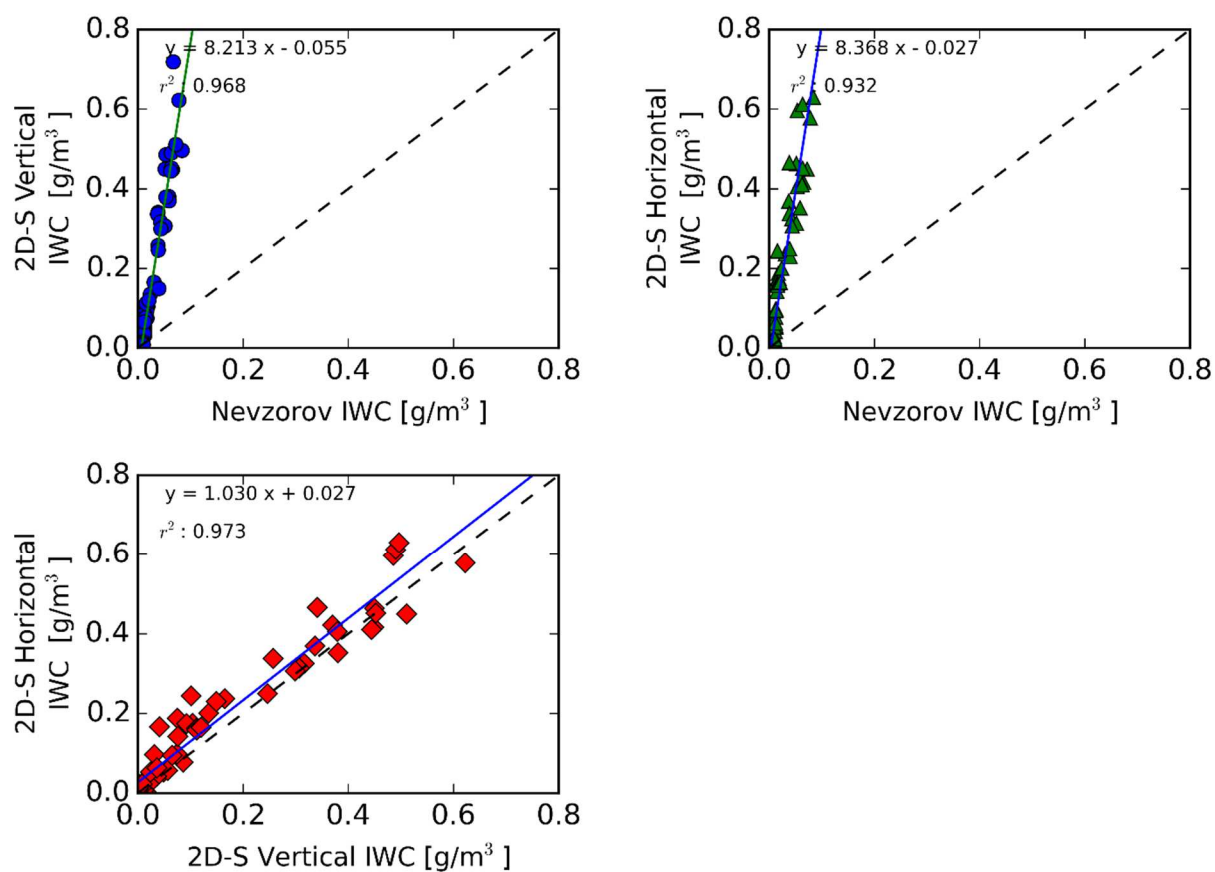 y = 8.213 x - 0.055
r² : 0.968
0.8
0.6
0.4
0.2
0.0
2D-S Vertical
IWC [g/m³ ]
0.0 0.2 0.4 0.6 0.8
Nevzorov IWC [g/m³ ]
y = 8.368 x - 0.027
r² : 0.932
0.8
0.6
0.4
0.2
0.0
2D-S Horizontal
IWC [g/m³ ]
0.0 0.2 0.4 0.6 0.8
Nevzorov IWC [g/m³ ]
y = 1.030 x + 0.027
r² : 0.973
0.8
0.6
0.4
0.2
0.0
2D-S Horizontal
IWC [g/m³ ]
0.0 0.2 0.4 0.6 0.8
2D-S Vertical IWC [g/m³ ]